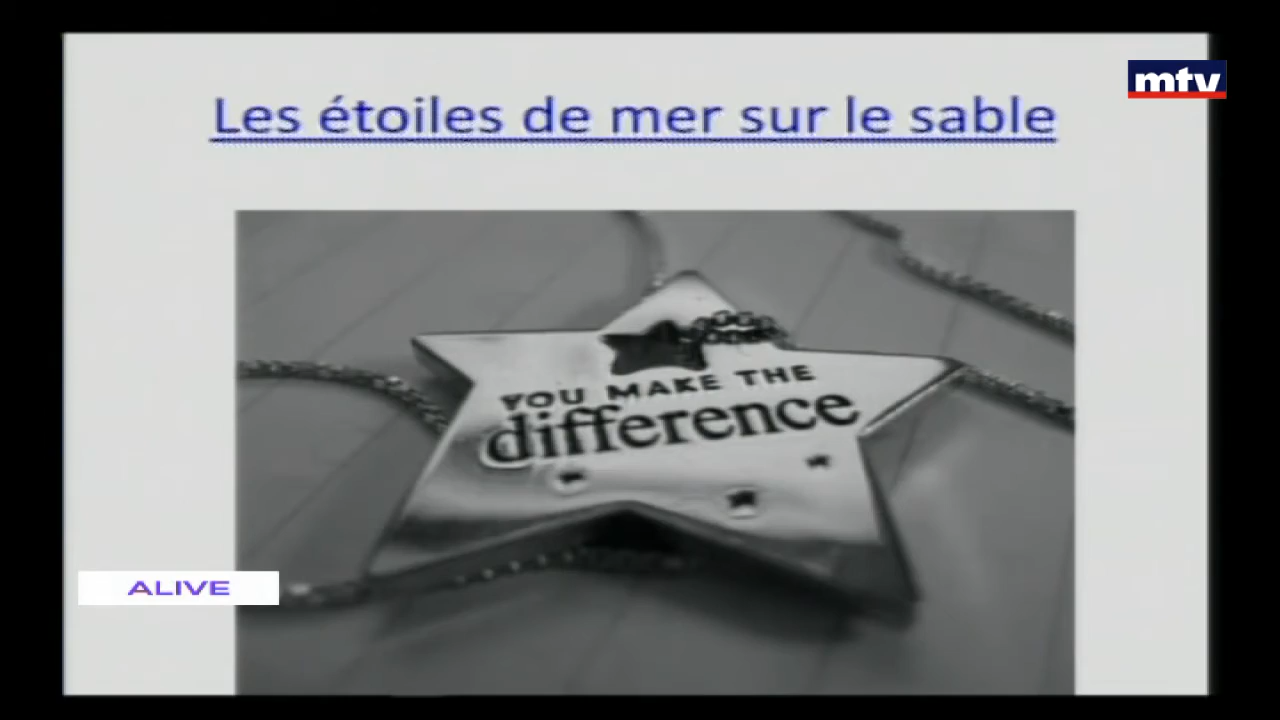 mtv
Les étoiles de mer sur le sable
YOU MAKE THE
difference
ALIVE